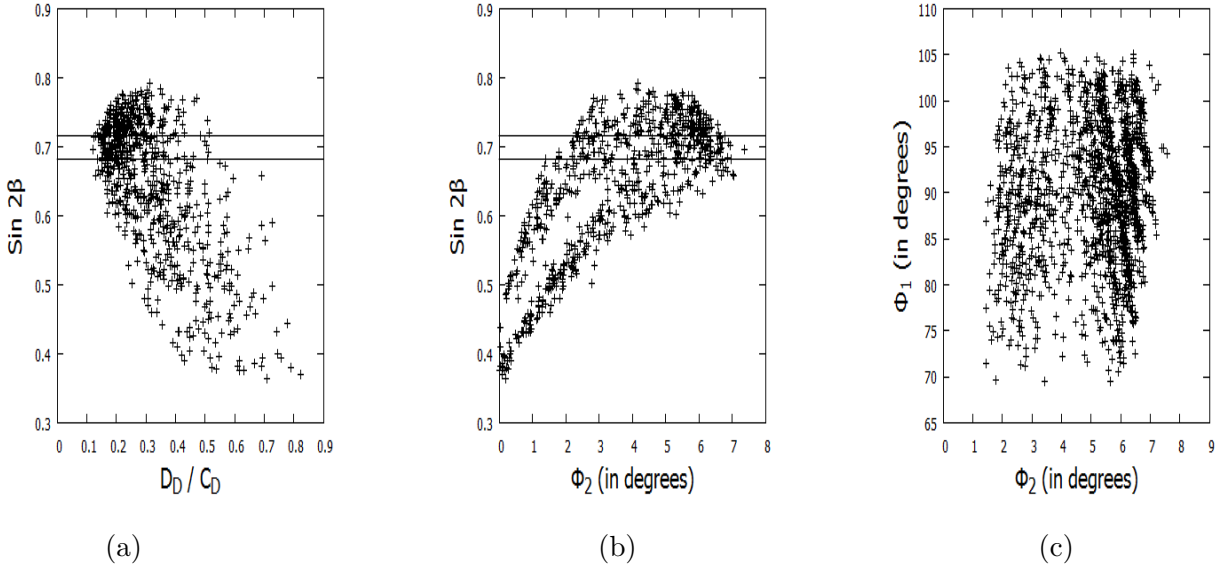 Sin 2β
0.9
0.8
0.7
0.6
0.5
0.4
0.3
0 0.1 0.2 0.3 0.4 0.5 0.6 0.7 0.8 0.9
D_D / C_D
(a)
Sin 2β
0.9
0.8
0.7
0.6
0.5
0.4
0.3
0 1 2 3 4 5 6 7 8
Φ_2 (in degrees)
(b)
Φ_1 (in degrees)
110
105
100
95
90
85
80
75
70
65
0 1 2 3 4 5 6 7 8 9
Φ_2 (in degrees)
(c)